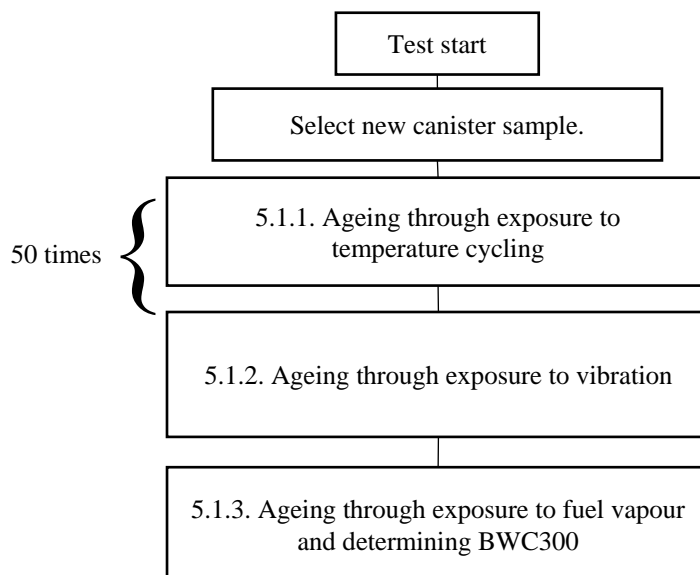 Test start
Select new canister sample.
5.1.1. Ageing through exposure to
temperature cycling
50 times
5.1.2. Ageing through exposure to vibration
5.1.3. Ageing through exposure to fuel vapour
and determining BWC300